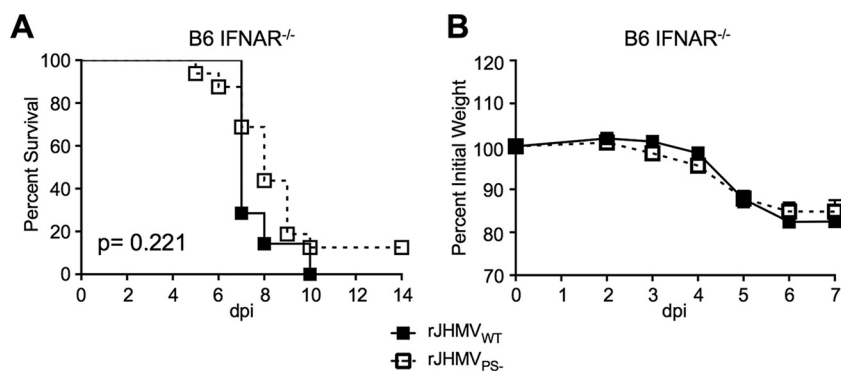 A
B6 IFNAR-/-
Percent Survival
100
80
60
40
20
0
p= 0.221
0 2 4 6 8 10 12 14
dpi
B
B6 IFNAR-/-
Percent Initial Weight
120
110
100
90
80
70
0 1 2 3 4 5 6 7
dpi
rJHMVWT
rJHMVPS-